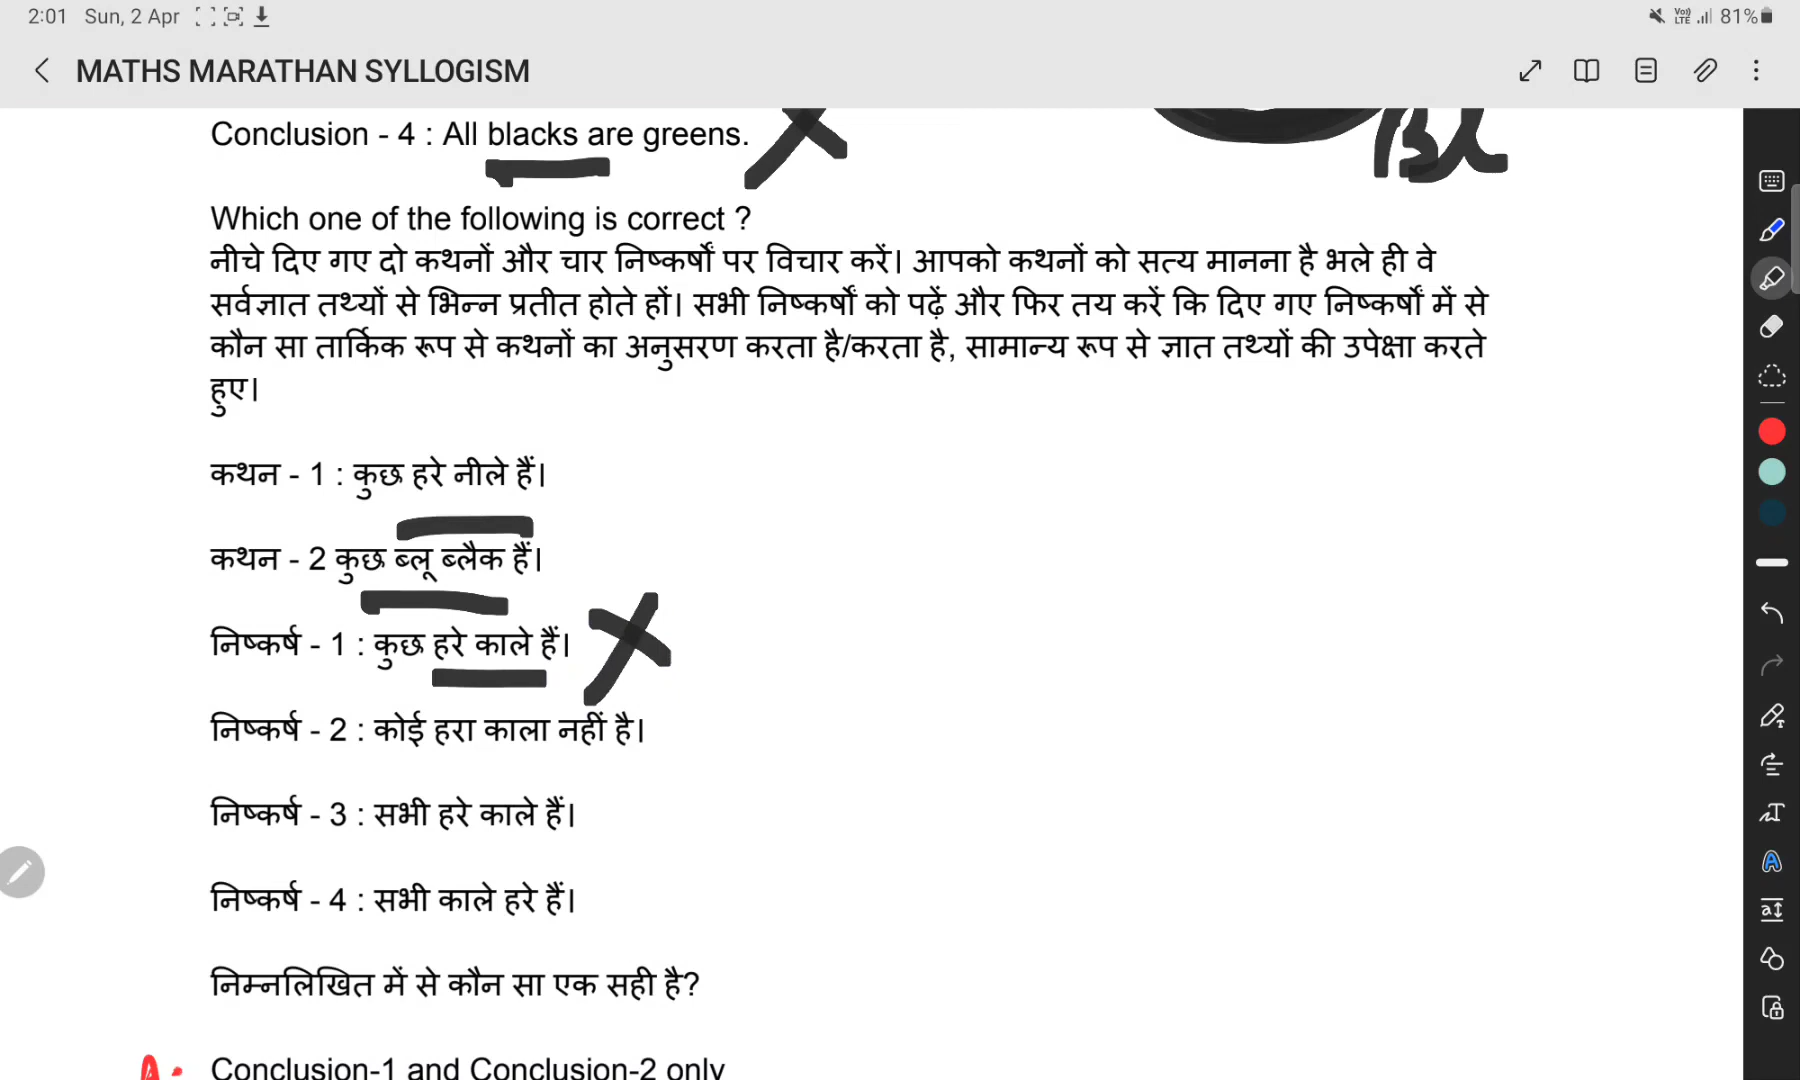 2:01 Sun, 2 Apr
Vo) LTE 81%
MATHS MARATHAN SYLLOGISM
Conclusion - 4 : All blacks are greens.
Bl
Which one of the following is correct ?
नीचे दिए गए दो कथनों और चार निष्कर्षों पर विचार करें। आपको कथनों को सत्य मानना है भले ही वे
सर्वज्ञात तथ्यों से भिन्न प्रतीत होते हों। सभी निष्कर्षों को पढ़ें और फिर तय करें कि दिए गए निष्कर्षों में से
कौन सा तार्किक रूप से कथनों का अनुसरण करता है/करता है, सामान्य रूप से ज्ञात तथ्यों की उपेक्षा करते
हुए।
कथन - 1 : कुछ हरे नीले हैं।
कथन - 2 कुछ ब्लू ब्लैक हैं।
निष्कर्ष - 1 : कुछ हरे काले हैं।
निष्कर्ष - 2 : कोई हरा काला नहीं है।
निष्कर्ष - 3 : सभी हरे काले हैं।
निष्कर्ष - 4 : सभी काले हरे हैं।
निम्नलिखित में से कौन सा एक सही है?
A. Conclusion-1 and Conclusion-2 only